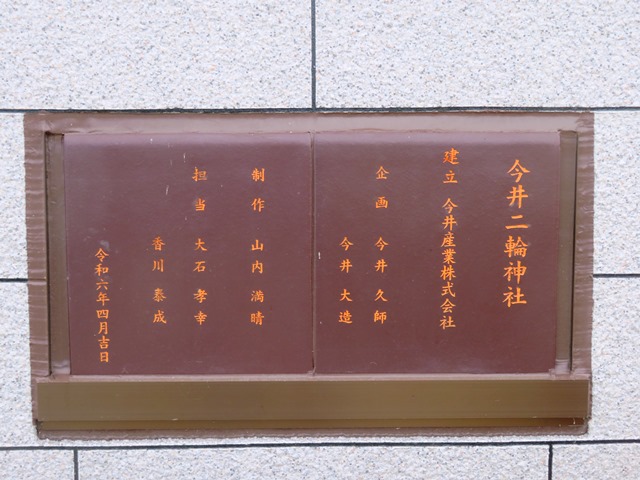 今井二輪神社
建立 今井産業株式会社
企画 今井久師
今井大造
制作 山内満晴
担当 大石孝幸
香川泰成
令和六年四月吉日